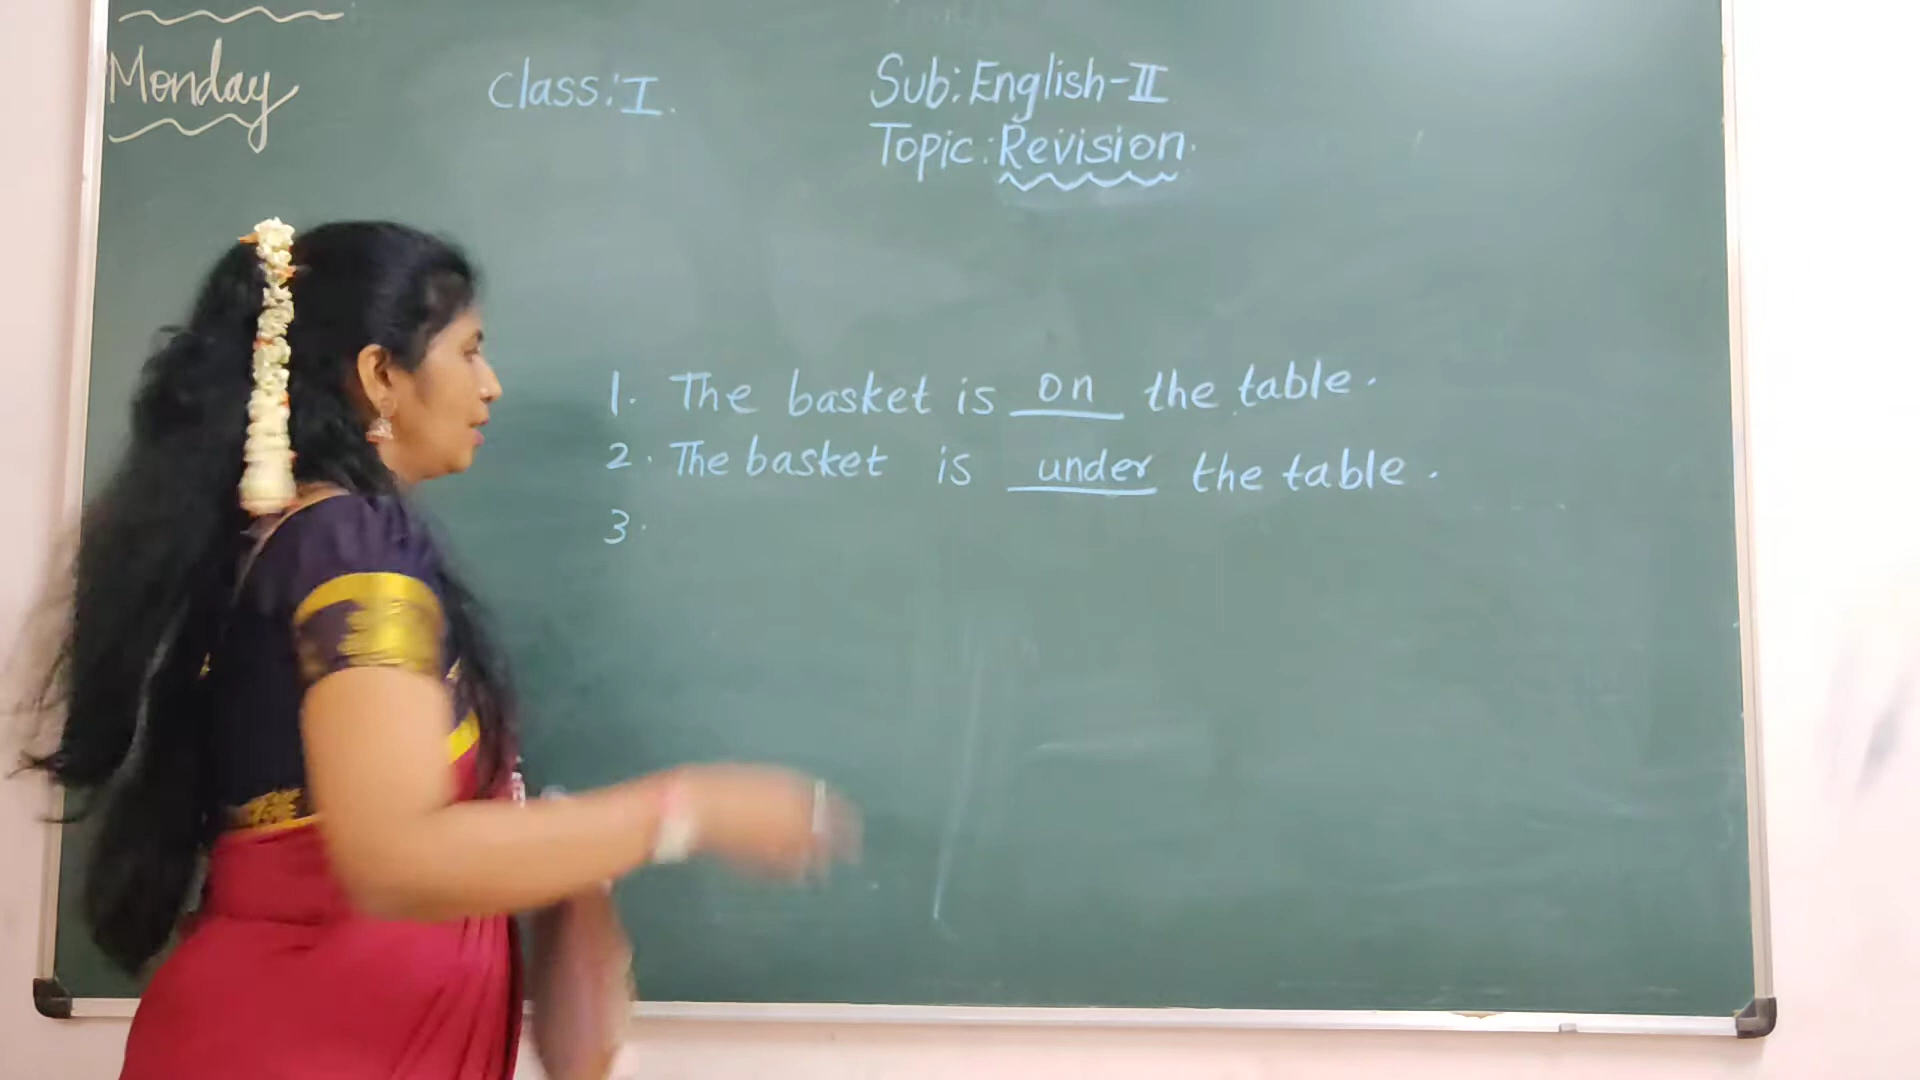 Monday
Class: I.
Sub: English-II
Topic: Revision.
1. The basket is on the table.
2. The basket is under the table.
3.